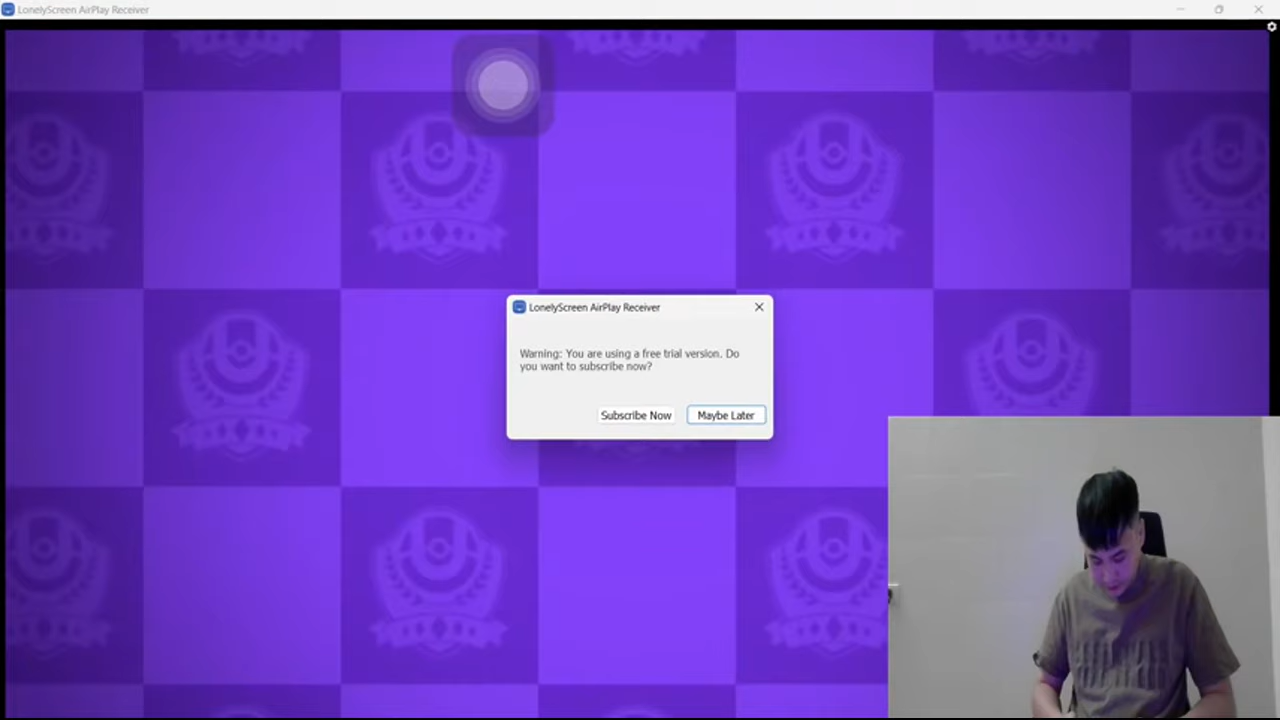 LonelyScreen AirPlay Receiver
LonelyScreen AirPlay Receiver
Warning: You are using a free trial version. Do
you want to subscribe now?
Subscribe Now
Maybe Later